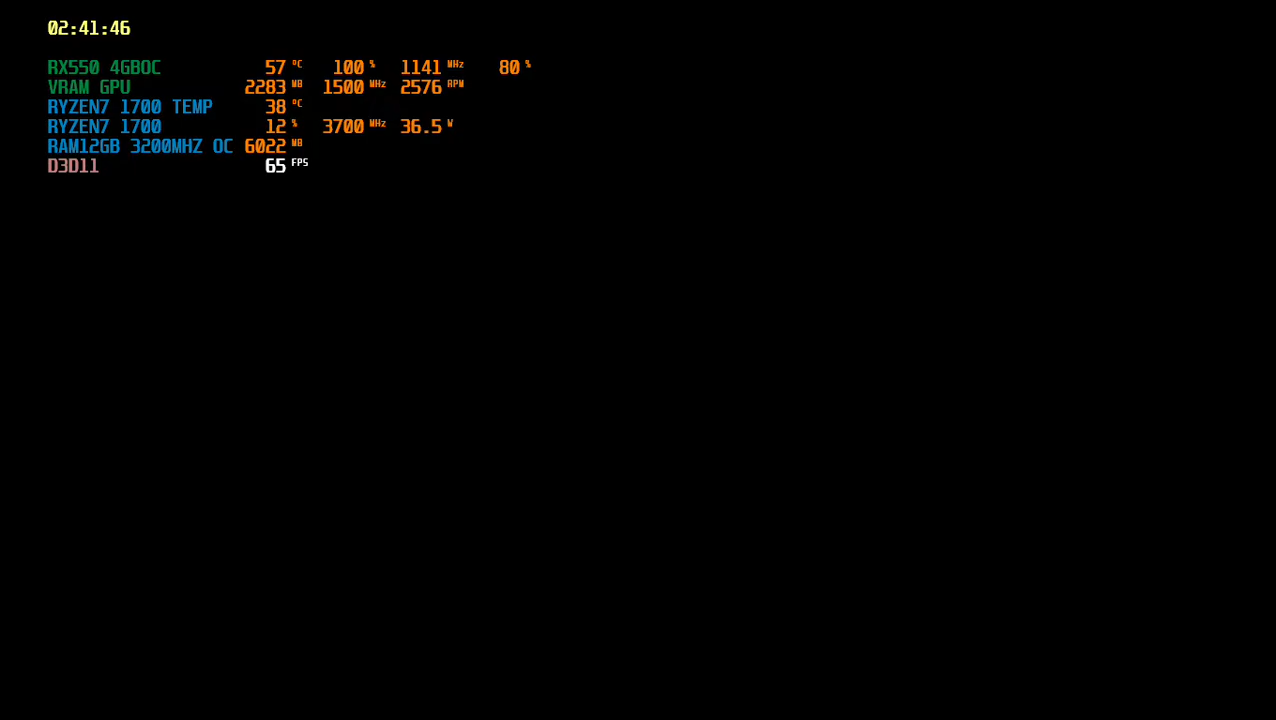 02:41:46
RX550 4GBOC 57 °C 100 % 1141 MHz 80 %
VRAM GPU 2283 MB 1500 MHz 2576 RPM
RYZEN7 1700 TEMP 38 °C
RYZEN7 1700 12 % 3700 MHz 36.5 W
RAM12GB 3200MHZ OC 6022 MB
D3D11 65 FPS